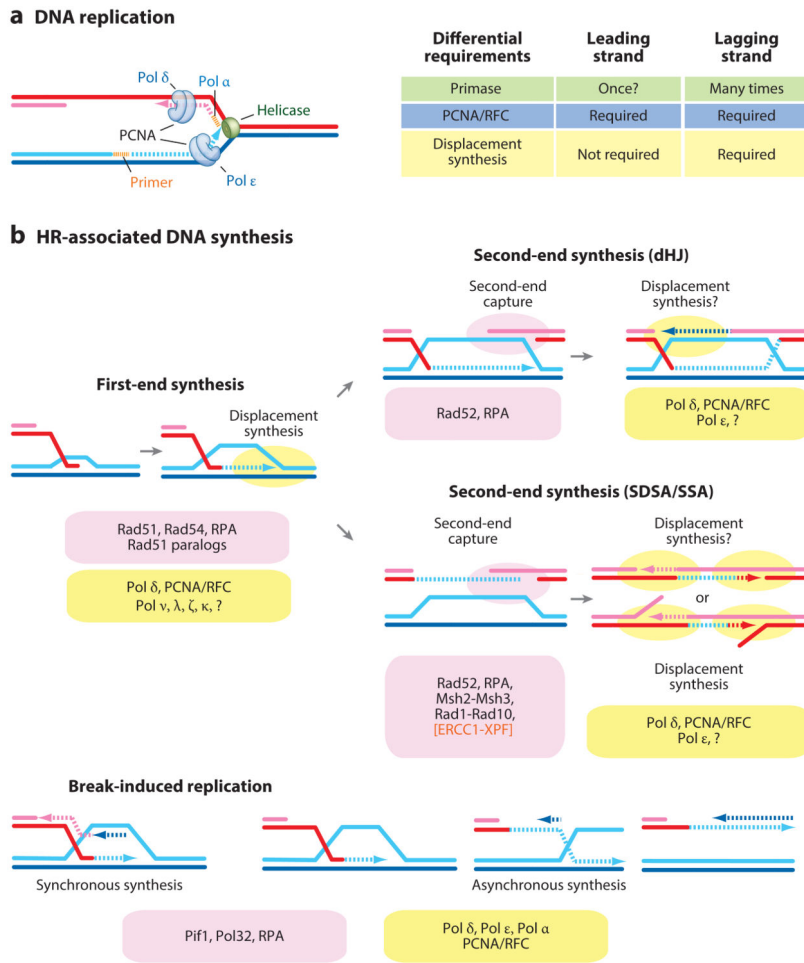 a DNA replication
Pol δ
Pol α
Helicase
PCNA
Primer
Pol ε
Differential requirements
Leading strand
Lagging strand
Primase
Once?
Many times
PCNA/RFC
Required
Required
Displacement synthesis
Not required
Required
b HR-associated DNA synthesis
First-end synthesis
Displacement
synthesis
Rad51, Rad54, RPA
Rad51 paralogs
Pol δ, PCNA/RFC
Pol ν, λ, ζ, κ, ?
Second-end synthesis (dHJ)
Second-end
capture
Displacement
synthesis?
Rad52, RPA
Pol δ, PCNA/RFC
Pol ε, ?
Second-end synthesis (SDSA/SSA)
Second-end
capture
Displacement
synthesis?
or
Displacement
synthesis
Rad52, RPA,
Msh2-Msh3,
Rad1-Rad10,
[ERCC1-XPF]
Pol δ, PCNA/RFC
Pol ε, ?
Break-induced replication
Synchronous synthesis
Asynchronous synthesis
Pif1, Pol32, RPA
Pol δ, Pol ε, Pol α
PCNA/RFC